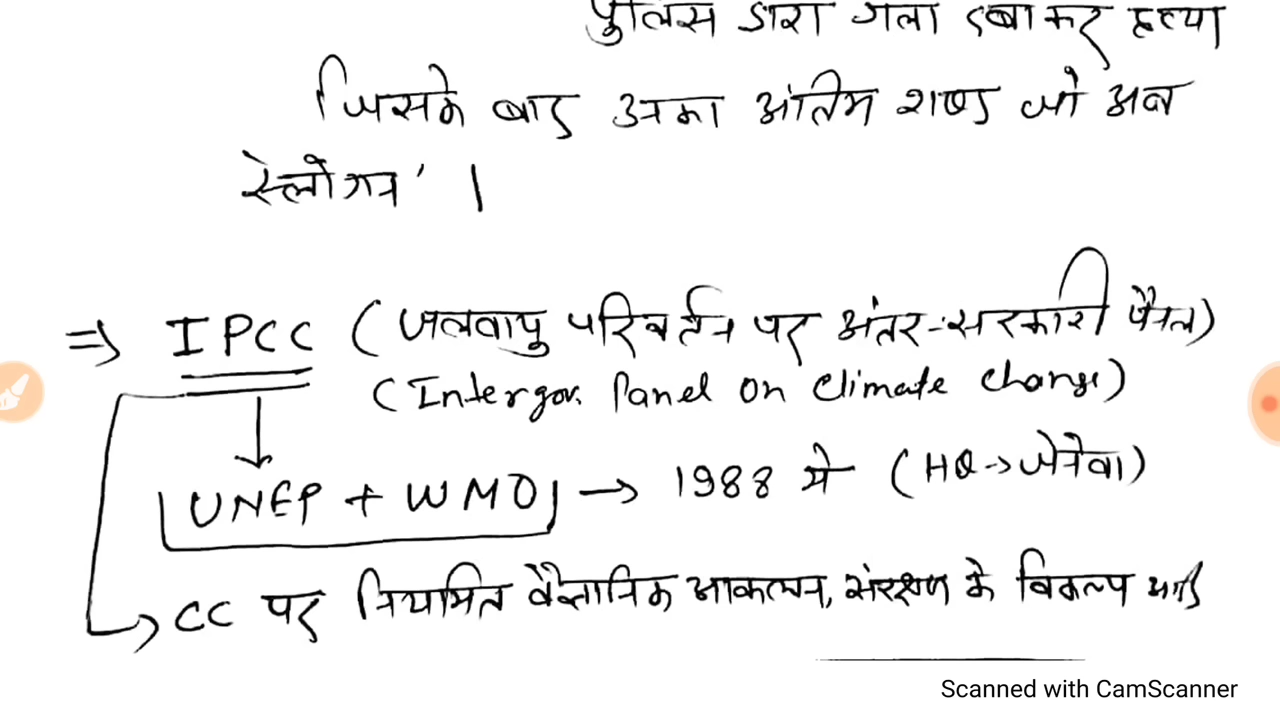 पुलिस द्वारा गला दबाकर हत्या
जिसके बाद उनका अंतिम शब्द जो अब
स्लोगन' |
=> IPCC (जलवायु परिवर्तन पर अंतर-सरकारी पैनल)
(Intergov. Panel on Climate Change)
UNEP + WMO → 1988 मे (HQ → जेनेवा)
CC पर नियमित वैज्ञानिक आकलन, संरक्षण के विकल्प
Scanned with CamScanner